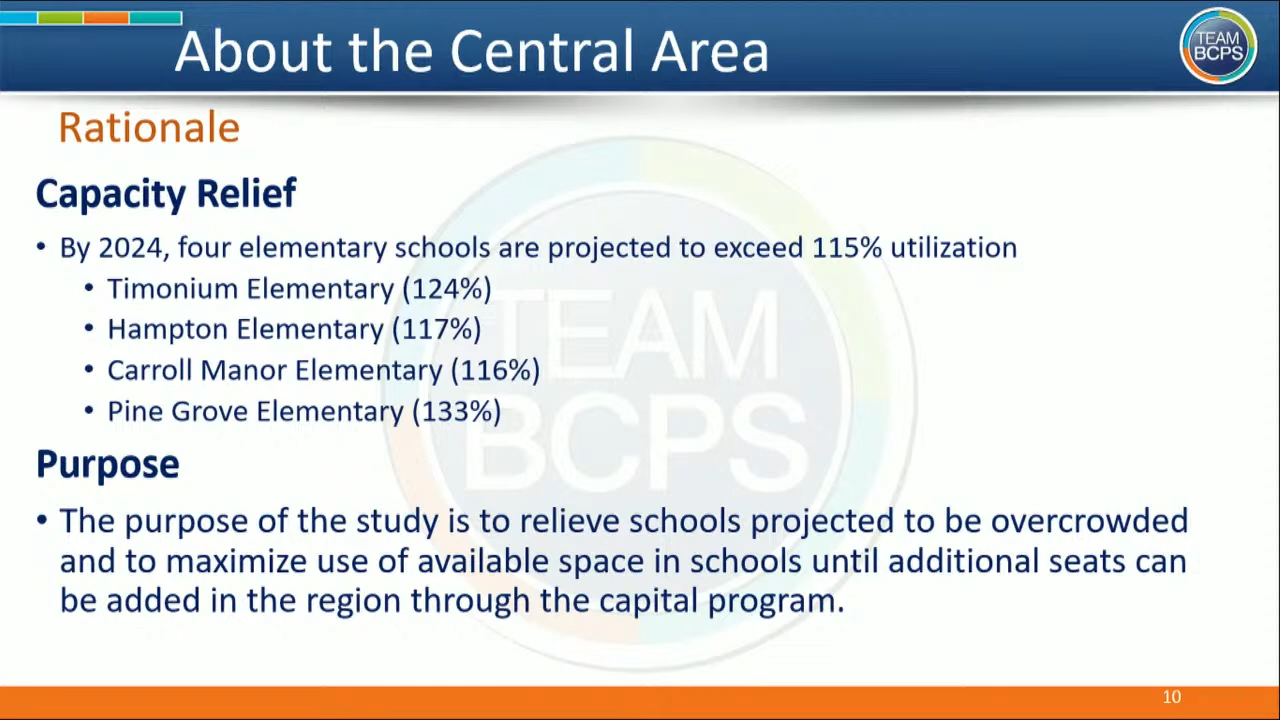 About the Central Area
TEAM
BCPS
Rationale
Capacity Relief
• By 2024, four elementary schools are projected to exceed 115% utilization
• Timonium Elementary (124%)
• Hampton Elementary (117%)
• Carroll Manor Elementary (116%)
• Pine Grove Elementary (133%)
TEAM
BCPS
Purpose
• The purpose of the study is to relieve schools projected to be overcrowded
and to maximize use of available space in schools until additional seats can
be added in the region through the capital program.
10